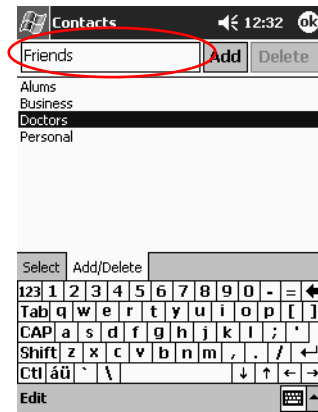 Contacts 12:32 ok
Friends Add Delete
Alums
Business
Doctors
Personal
Select Add/Delete
123 1 2 3 4 5 6 7 8 9 0 - =
Tab q w e r t y u i o p [ ]
CAP a s d f g h j k l ; '
Shift z x c v b n m , . /
Ctl áü ` \
Edit